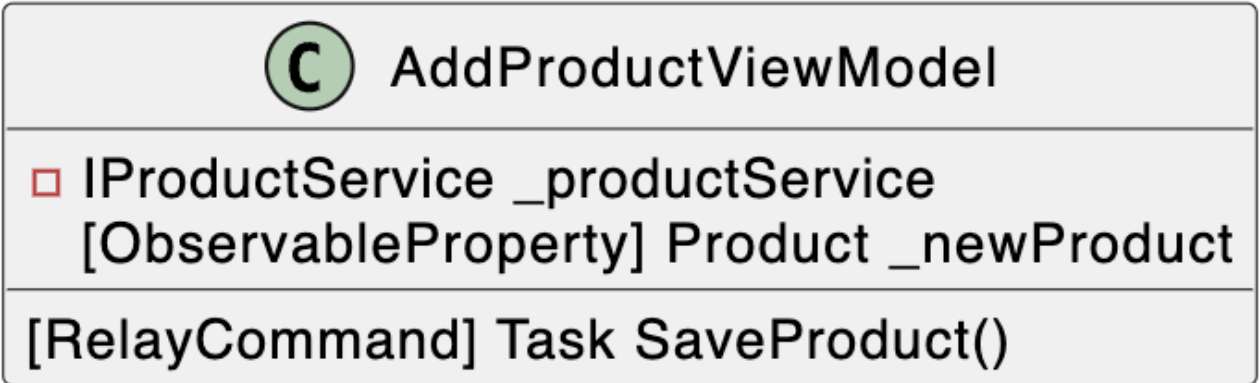 C AddProductViewModel
IProductService _productService
[ObservableProperty] Product _newProduct
[RelayCommand] Task SaveProduct()